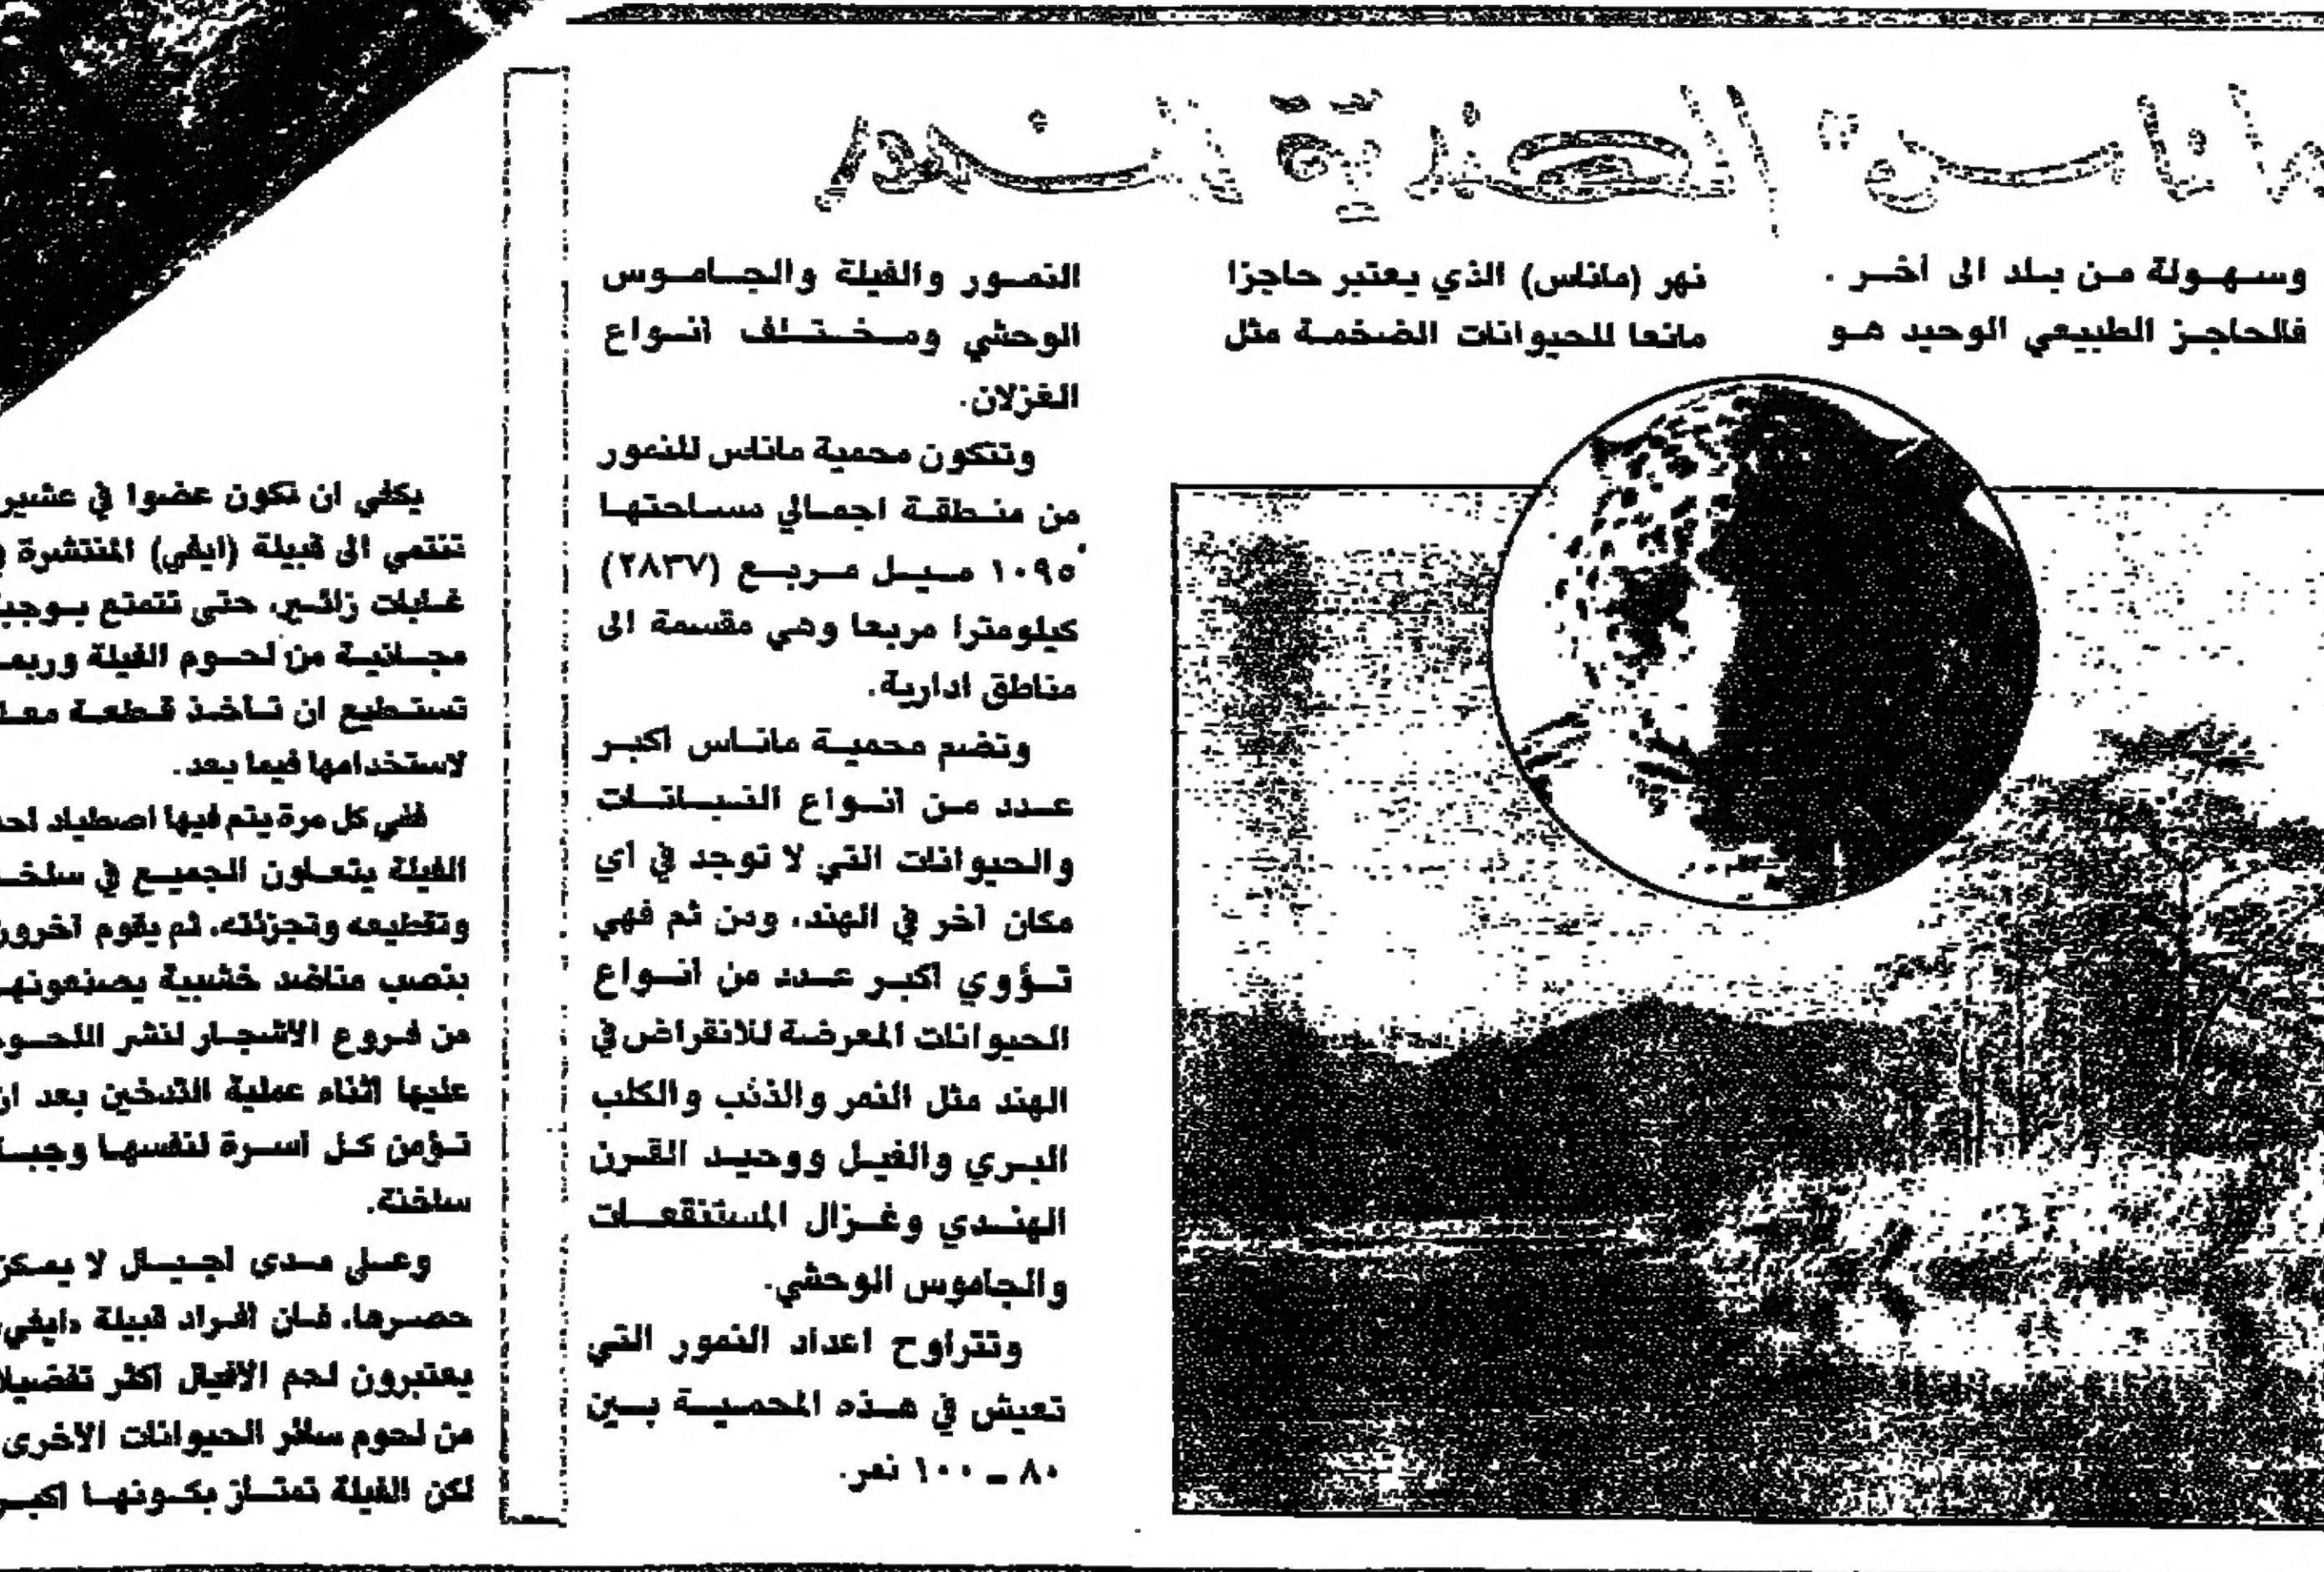 ماناس" الهندية للنمور
وسهولة من بلد الى أخر .
فالحاجز الطبيعي الوحيد هو
نهر (ماناس) الذي يعتبر حاجزا
مانعا للحيوانات الضخمة مثل
النمور والفيلة والجاموس
الوحشي ومختلف انواع
الغزلان.
وتتكون محمية ماناس للنمور
من منطقة اجمالي مساحتها
١٠٩٥ ميل مربع (٢٨٣٧)
كيلومترا مربعا وهي مقسمة الى
مناطق ادارية.
وتضم محمية ماناس اكبر
عدد من انواع النباتات
والحيوانات التي لا توجد في اي
مكان آخر في الهند، ومن ثم فهي
تؤوي اكبر عدد من انواع
الحيوانات المعرضة للانقراض في
الهند مثل النمر والذئب والكلب
البري والفيل ووحيد القرن
الهندي وغزال المستنقعات
والجاموس الوحشي.
وتتراوح اعداد النمور التي
تعيش في هذه المحمية بين
٨٠ ــ ١٠٠ نمر.
يكفي ان تكون عضوا في
تنتمي الى قبيلة (ايفي) المنتشرة
غابات زائير، حتى تتمتع
مجانية من لحوم الفيلة
تستطيع ان تأخذ قطعة
لاستخدامها فيما بعد.
ففي كل مرة يتم فيها اصطياد
الفيلة يتعاون الجميع في
وتقطيعه وتجزئته، ثم يقوم آخرون
بنصب مناضد خشبية
من فروع الاشجار لنشر
عليها اثناء عملية التدخين بعد ان
تؤمن كل اسرة لنفسها
ساخنة.
وعلى مدى اجيال لا يمكن
حصرها، فان افراد قبيلة «ايفي»
يعتبرون لحم الافيال اكثر تفضيلا
من لحوم سائر الحيوانات الاخرى
لكن الفيلة تمتاز بكونها اكبر